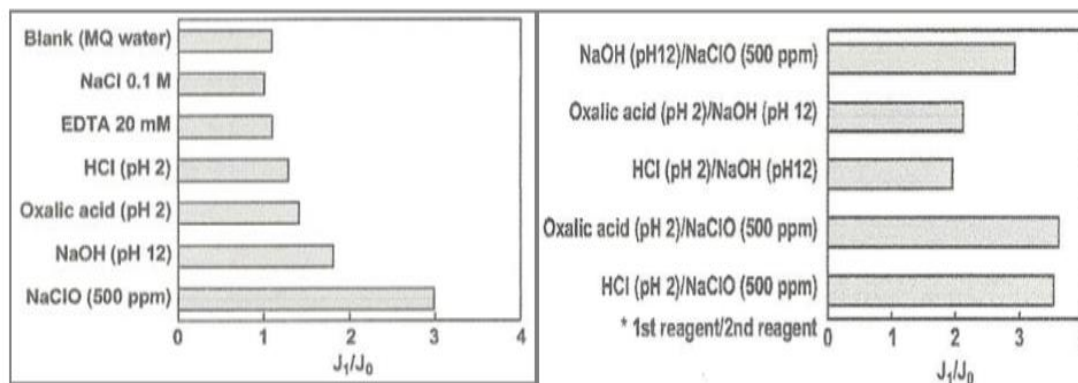 Blank (MQ water)
NaCl 0.1 M
EDTA 20 mM
HCl (pH 2)
Oxalic acid (pH 2)
NaOH (pH 12)
NaClO (500 ppm)
0 1 2 3 4
J₁/J₀
NaOH (pH12)/NaClO (500 ppm)
Oxalic acid (pH 2)/NaOH (pH 12)
HCl (pH 2)/NaOH (pH12)
Oxalic acid (pH 2)/NaClO (500 ppm)
HCl (pH 2)/NaClO (500 ppm)
* 1st reagent/2nd reagent
0 1 2 3
J₁/J₀